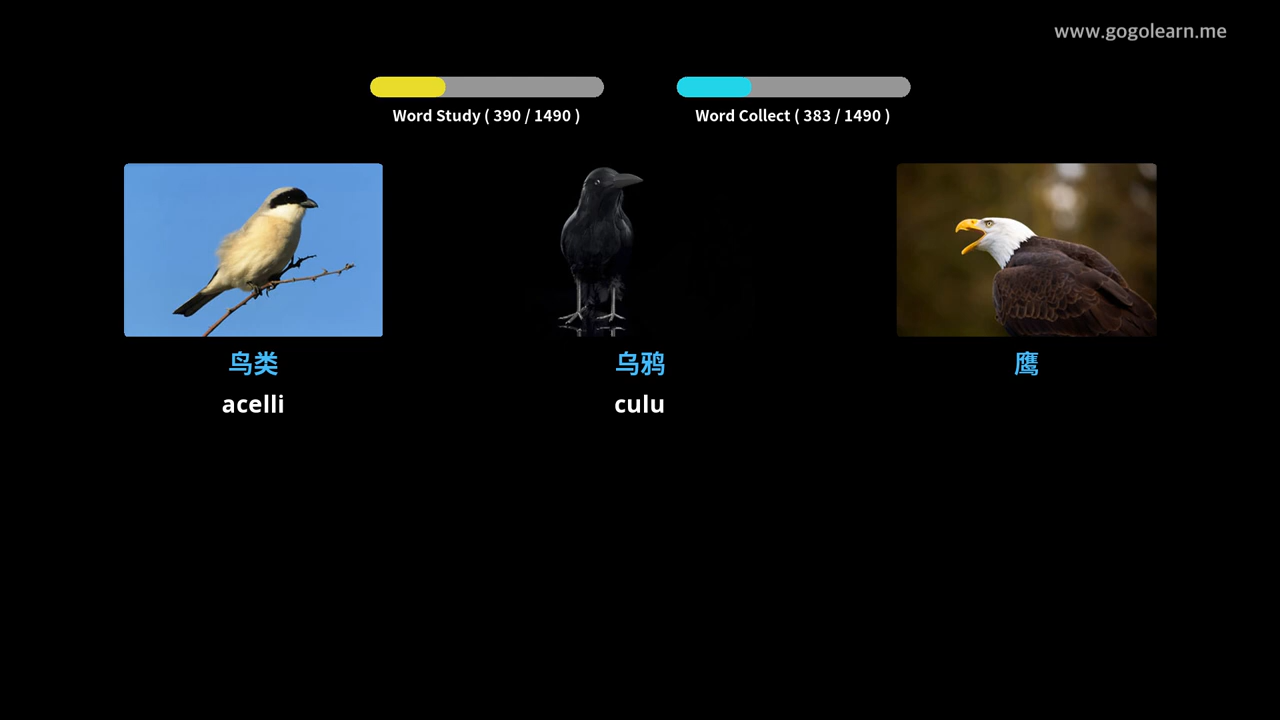 www.gogolearn.me
Word Study ( 390 / 1490 )
Word Collect ( 383 / 1490 )
鸟类
乌鸦
鹰
acelli
culu